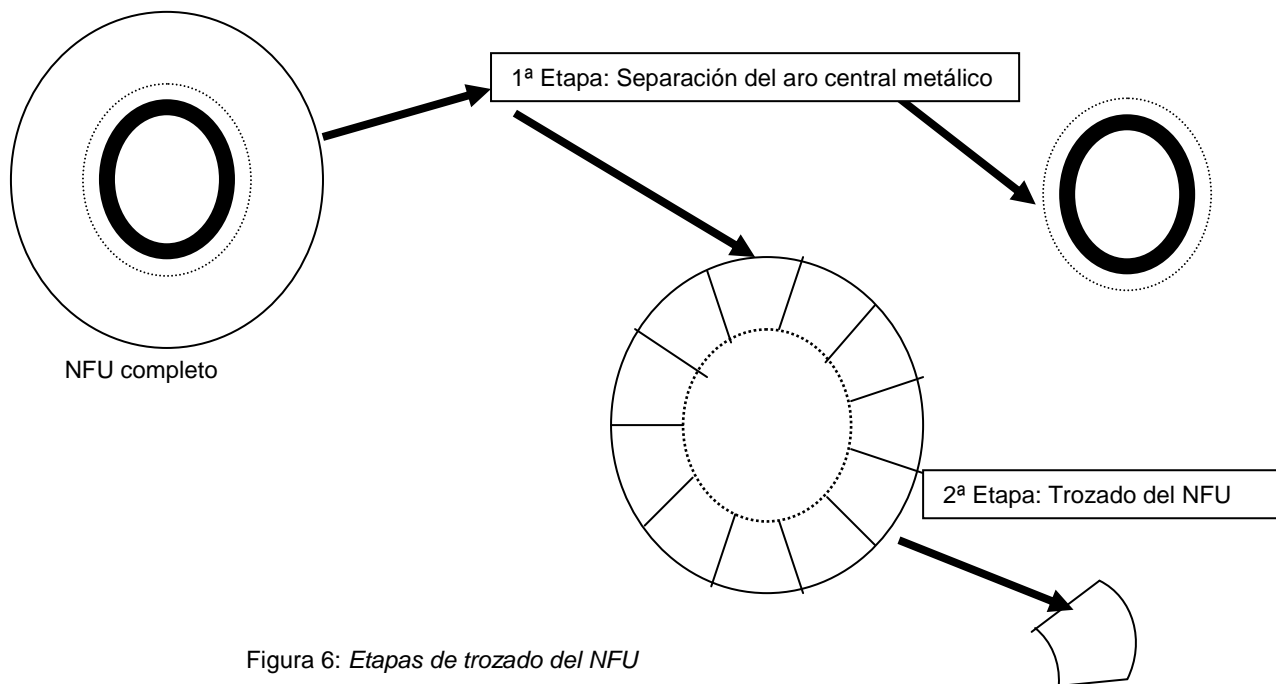 1ª Etapa: Separación del aro central metálico
NFU completo
2ª Etapa: Trozado del NFU
Figura 6: Etapas de trozado del NFU